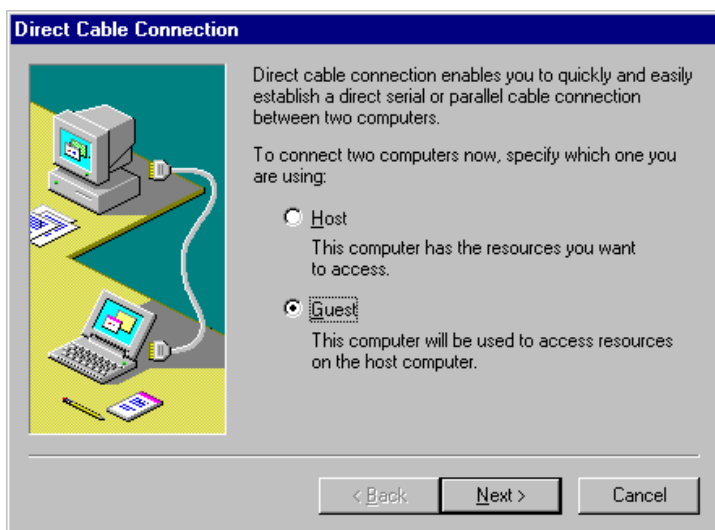 Direct Cable Connection
Direct cable connection enables you to quickly and easily
establish a direct serial or parallel cable connection
between two computers.
To connect two computers now, specify which one you
are using:
Host
This computer has the resources you want
to access.
Guest
This computer will be used to access resources
on the host computer.
< Back
Next >
Cancel